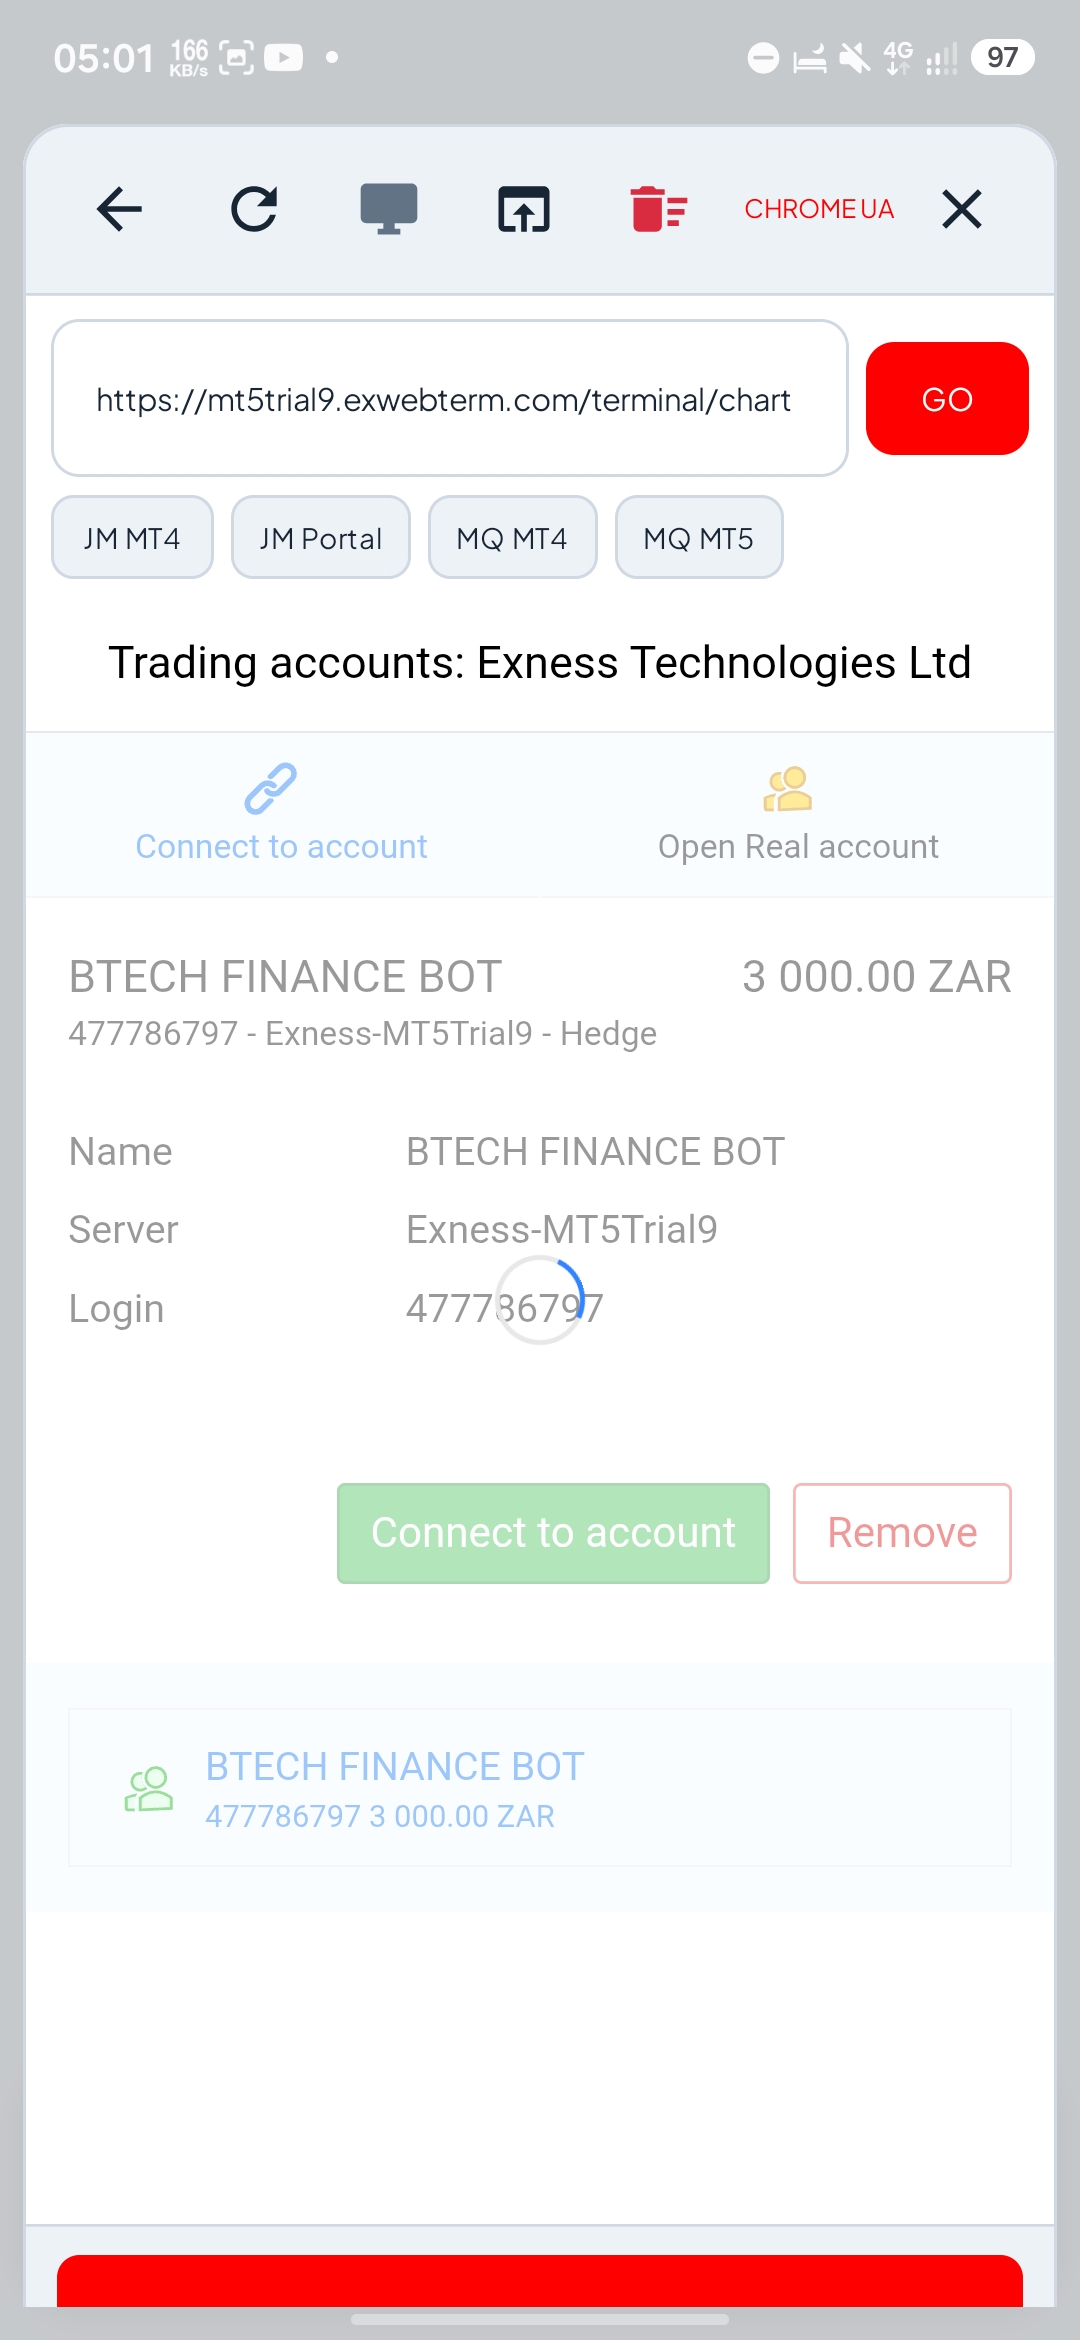 05:01 166 KB/s 4G 97
CHROME UA
https://mt5trial9.exwebterm.com/terminal/chart
GO
JM MT4 JM Portal MQ MT4 MQ MT5
Trading accounts: Exness Technologies Ltd
Connect to account Open Real account
BTECH FINANCE BOT 3 000.00 ZAR
477786797 - Exness-MT5Trial9 - Hedge
Name BTECH FINANCE BOT
Server Exness-MT5Trial9
Login 477786797
Connect to account Remove
BTECH FINANCE BOT
477786797 3 000.00 ZAR